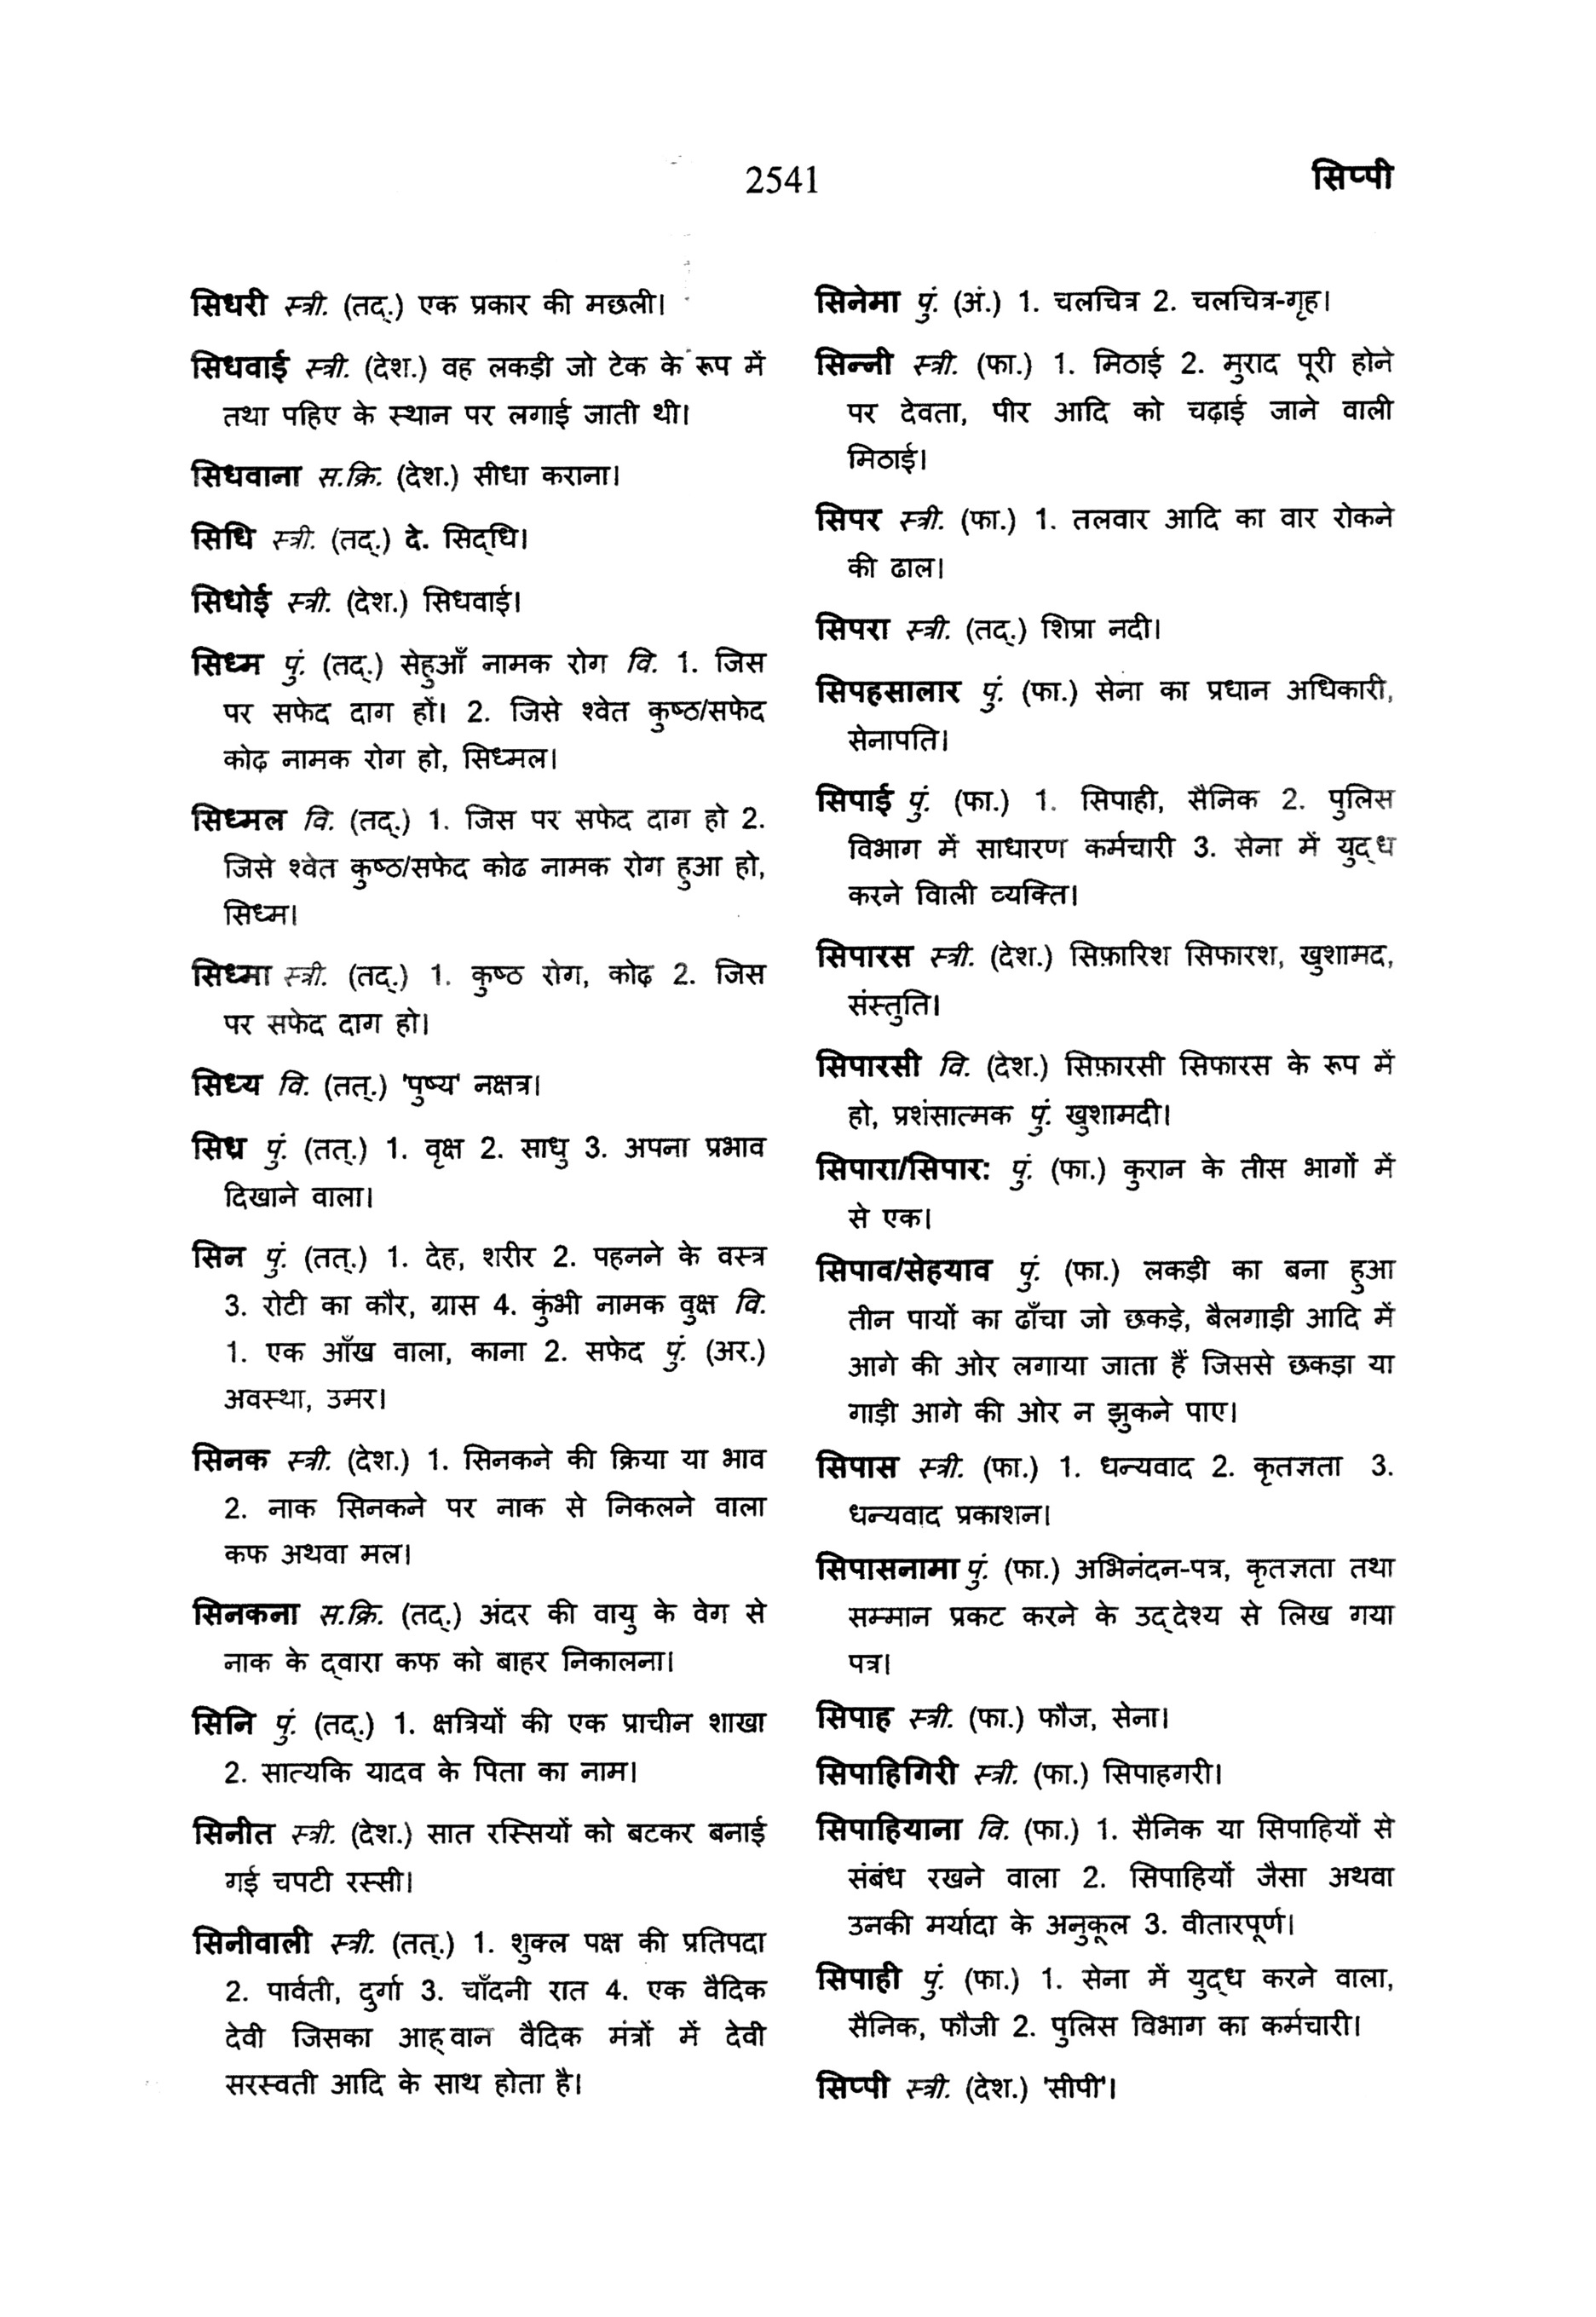 2541
सिप्पी
सिधरी स्त्री. (तद्.) एक प्रकार की मछली।
सिधवाई स्त्री. (देश.) वह लकड़ी जो टेक के रूप में
तथा पहिए के स्थान पर लगाई जाती थी।
सिधवाना स.क्रि. (देश.) सीधा कराना।
सिधि स्त्री. (तद्.) दे. सिद्‌धि।
सिधोई स्त्री. (देश.) सिधवाई।
सिध्म पुं. (तद्.) सेहुआँ नामक रोग वि. 1. जिस
पर सफेद दाग हों। 2. जिसे श्वेत कुष्ठ/सफेद
कोढ़ नामक रोग हो, सिध्मल।
सिध्मल वि. (तद्.) 1. जिस पर सफेद दाग हो 2.
जिसे श्वेत कुष्ठ/सफेद कोढ नामक रोग हुआ हो,
सिध्म।
सिध्मा स्त्री. (तद्.) 1. कुष्ठ रोग, कोढ़ 2. जिस
पर सफेद दाग हो।
सिध्य वि. (तत्.) 'पुष्य' नक्षत्र।
सिध पुं. (तत्.) 1. वृक्ष 2. साधु 3. अपना प्रभाव
दिखाने वाला।
सिन पुं. (तत्.) 1. देह, शरीर 2. पहनने के वस्त्र
3. रोटी का कौर, ग्रास 4. कुंभी नामक वुक्ष वि.
1. एक आँख वाला, काना 2. सफेद पुं. (अर.)
अवस्था, उमर।
सिनक स्त्री. (देश.) 1. सिनकने की क्रिया या भाव
2. नाक सिनकने पर नाक से निकलने वाला
कफ अथवा मल।
सिनकना स.क्रि. (तद्.) अंदर की वायु के वेग से
नाक के द्‌वारा कफ को बाहर निकालना।
सिनि पुं. (तद्.) 1. क्षत्रियों की एक प्राचीन शाखा
2. सात्यकि यादव के पिता का नाम।
सिनीत स्त्री. (देश.) सात रस्सियों को बटकर बनाई
गई चपटी रस्सी।
सिनीवाली स्त्री. (तत्.) 1. शुक्ल पक्ष की प्रतिपदा
2. पार्वती, दुर्गा 3. चाँदनी रात 4. एक वैदिक
देवी जिसका आह्‌वान वैदिक मंत्रों में देवी
सरस्वती आदि के साथ होता है।
सिनेमा पुं. (अं.) 1. चलचित्र 2. चलचित्र-गृह।
सिन्नी स्त्री. (फा.) 1. मिठाई 2. मुराद पूरी होने
पर देवता, पीर आदि को चढ़ाई जाने वाली
मिठाई।
सिपर स्त्री. (फा.) 1. तलवार आदि का वार रोकने
की ढाल।
सिपरा स्त्री. (तद्.) शिप्रा नदी।
सिपहसालार पुं. (फा.) सेना का प्रधान अधिकारी,
सेनापति।
सिपाई पुं. (फा.) 1. सिपाही, सैनिक 2. पुलिस
विभाग में साधारण कर्मचारी 3. सेना में युद्‌ध
करने विाली व्यक्ति।
सिपारस स्त्री. (देश.) सिफ़ारिश सिफारश, खुशामद,
संस्तुति।
सिपारसी वि. (देश.) सिफ़ारसी सिफारस के रूप में
हो, प्रशंसात्मक पुं. खुशामदी।
सिपारा/सिपार: पुं. (फा.) कुरान के तीस भागों में
से एक।
सिपाव/सेहयाव पुं. (फा.) लकड़ी का बना हुआ
तीन पायों का ढाँचा जो छकड़े, बैलगाड़ी आदि में
आगे की ओर लगाया जाता हैं जिससे छकड़ा या
गाड़ी आगे की ओर न झुकने पाए।
सिपास स्त्री. (फा.) 1. धन्यवाद 2. कृतज्ञता 3.
धन्यवाद प्रकाशन।
सिपासनामा पुं. (फा.) अभिनंदन-पत्र, कृतज्ञता तथा
सम्मान प्रकट करने के उद्‌देश्य से लिख गया
पत्र।
सिपाह स्त्री. (फा.) फौज, सेना।
सिपाहिगिरी स्त्री. (फा.) सिपाहगरी।
सिपाहियाना वि. (फा.) 1. सैनिक या सिपाहियों से
संबंध रखने वाला 2. सिपाहियों जैसा अथवा
उनकी मर्यादा के अनुकूल 3. वीतारपूर्ण।
सिपाही पुं. (फा.) 1. सेना में युद्‌ध करने वाला,
सैनिक, फौजी 2. पुलिस विभाग का कर्मचारी।
सिप्पी स्त्री. (देश.) 'सीपी'।